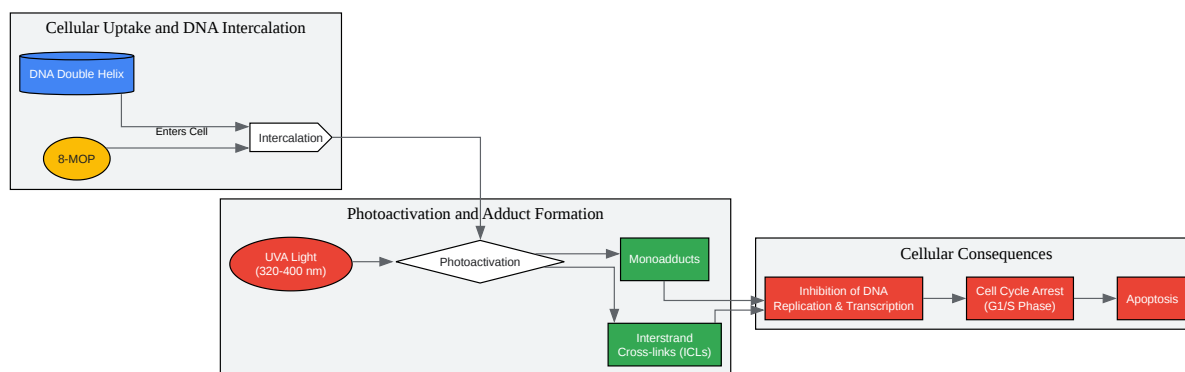 Cellular Uptake and DNA Intercalation
DNA Double Helix
Enters Cell
Intercalation
8-MOP
Photoactivation and Adduct Formation
UVA Light
(320-400 nm)
Photoactivation
Monoadducts
Interstrand
Cross-links (ICLs)
Cellular Consequences
Inhibition of DNA
Replication & Transcription
Cell Cycle Arrest
(G1/S Phase)
Apoptosis